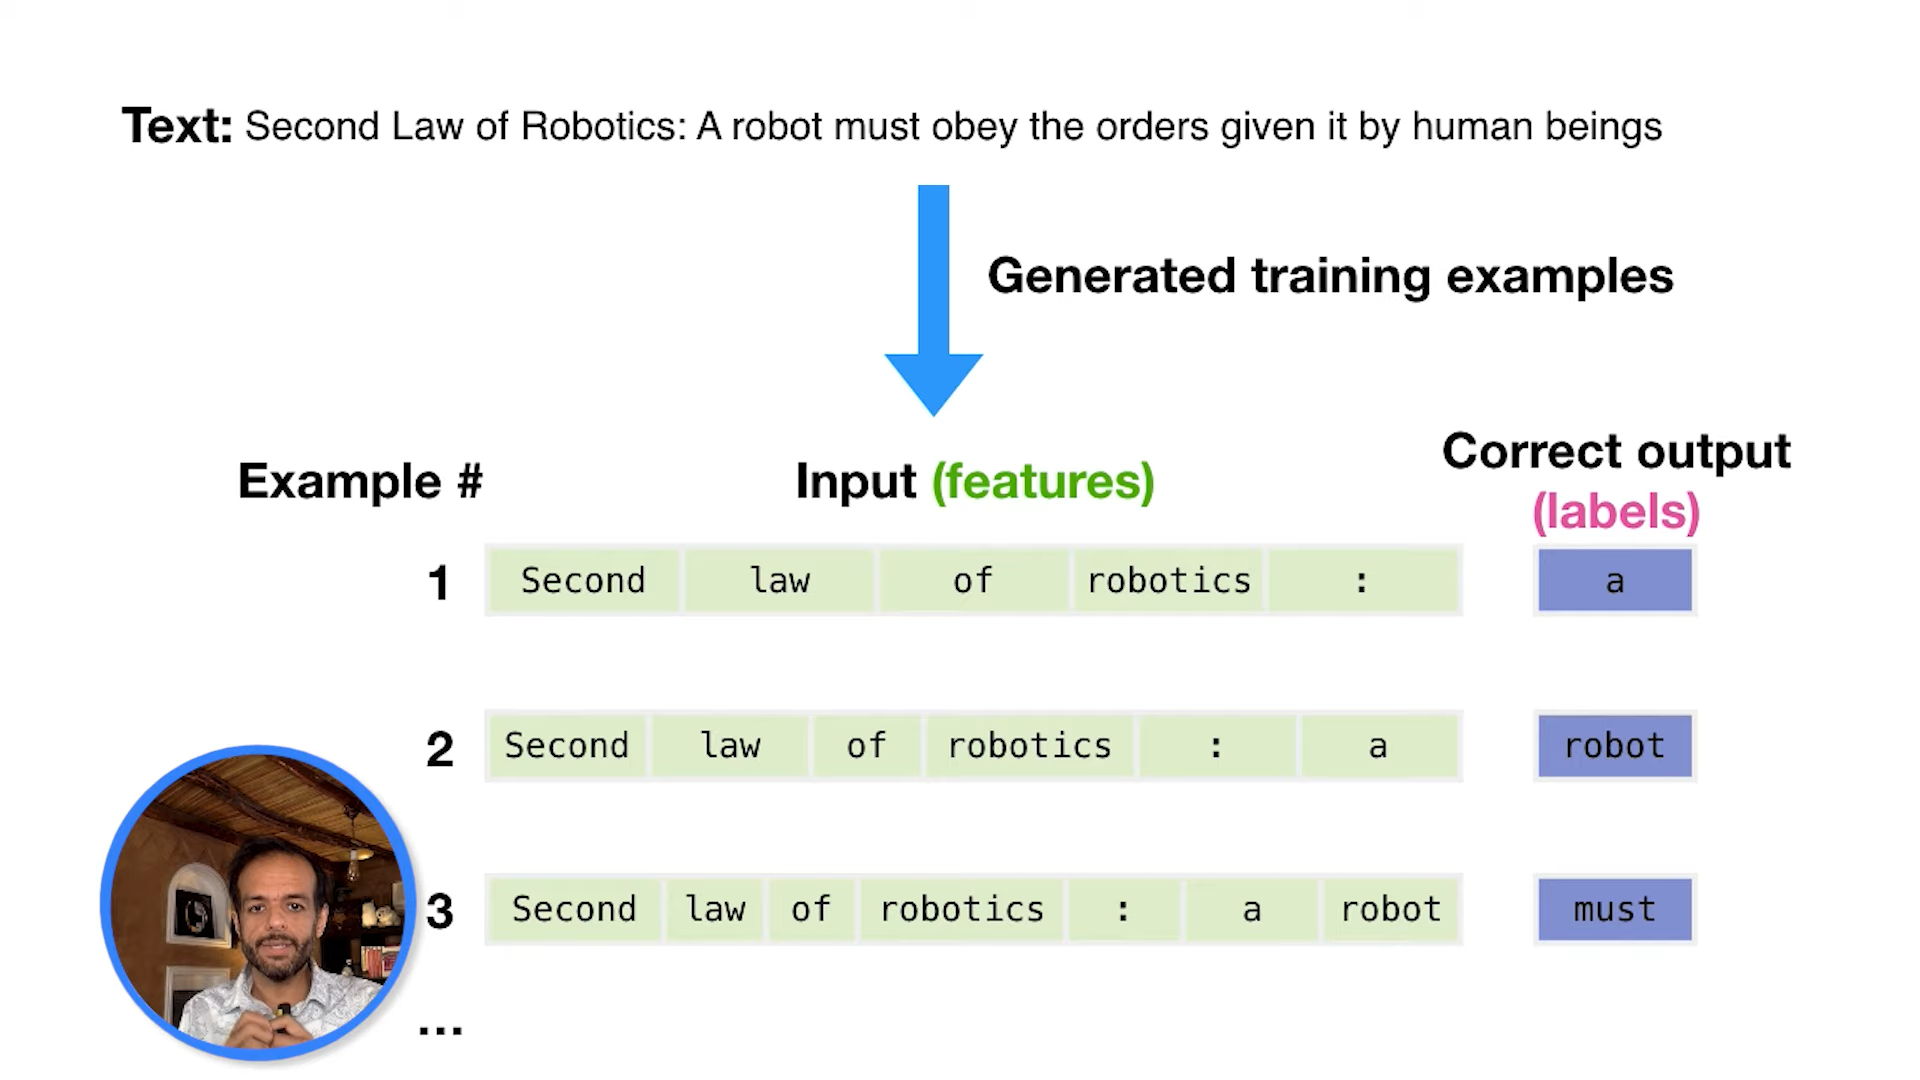 Text: Second Law of Robotics: A robot must obey the orders given it by human beings
Generated training examples
Example # Input (features) Correct output
(labels)
1 Second law of robotics : a
2 Second law of robotics : a robot
3 Second law of robotics : a robot must
...